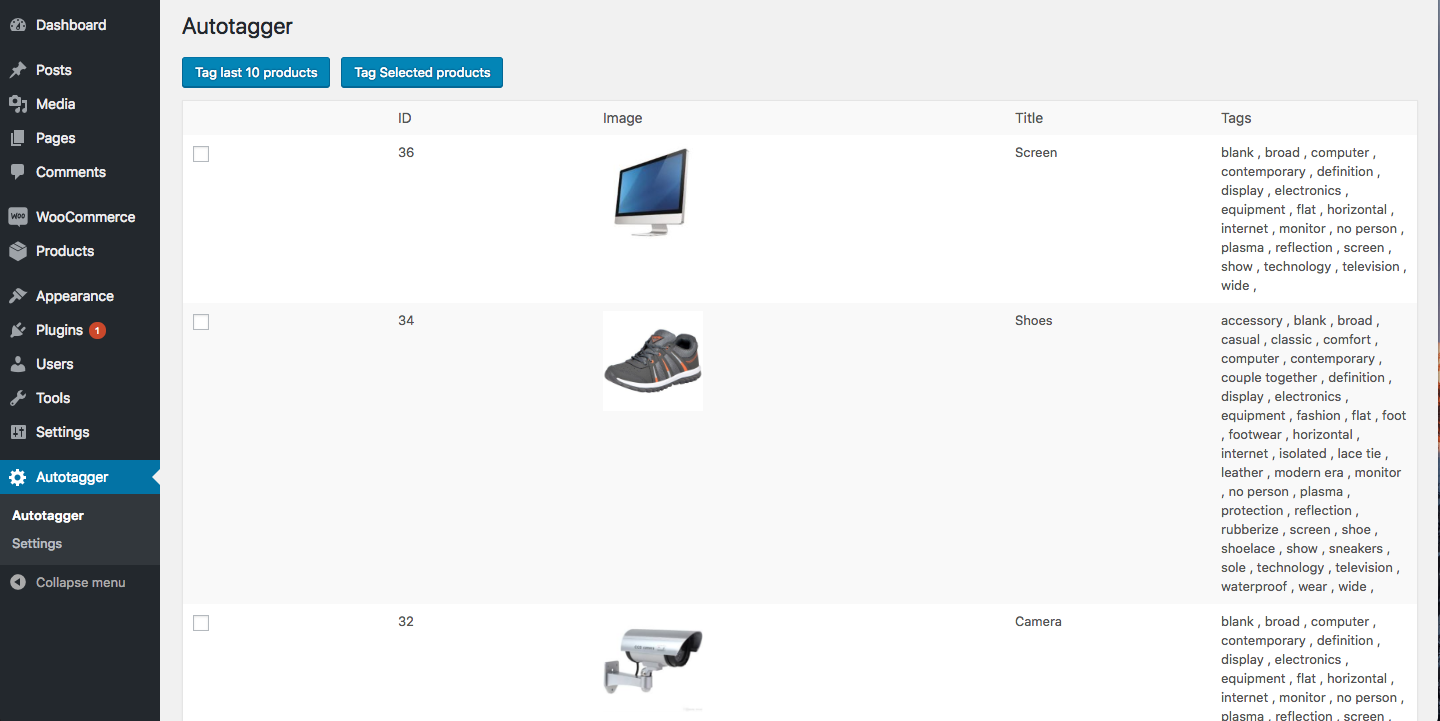 Dashboard
Posts
Media
Pages
Comments
WOO WooCommerce
Products
Appearance
Plugins 1
Users
Tools
Settings
Autotagger
Autotagger
Settings
Collapse menu
Autotagger
Tag last 10 products Tag Selected products
ID Image Title Tags
36 Screen blank , broad , computer ,
contemporary , definition ,
display , electronics ,
equipment , flat , horizontal ,
internet , monitor , no person ,
plasma , reflection , screen ,
show , technology , television ,
wide ,
34 Shoes accessory , blank , broad ,
casual , classic , comfort ,
computer , contemporary ,
couple together , definition ,
display , electronics ,
equipment , fashion , flat , foot
, footwear , horizontal ,
internet , isolated , lace tie ,
leather , modern era , monitor
, no person , plasma ,
protection , reflection ,
rubberize , screen , shoe ,
shoelace , show , sneakers ,
sole , technology , television ,
waterproof , wear , wide ,
32 Camera blank , broad , computer ,
contemporary , definition ,
display , electronics ,
equipment , flat , horizontal ,
internet , monitor , no person ,
plasma , reflection , screen ,